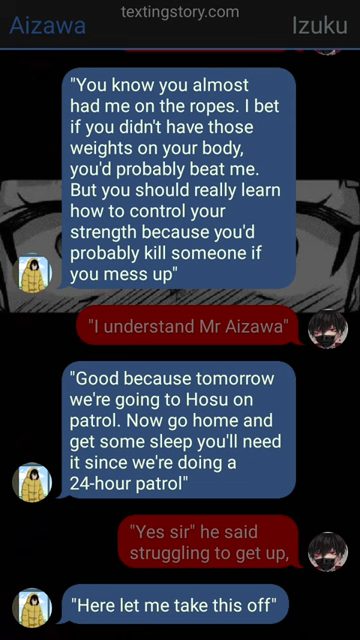 textingstory.com
Aizawa
Izuku
"You know you almost
had me on the ropes. I bet
if you didn't have those
weights on your body,
you'd probably beat me.
But you should really learn
how to control your
strength because you'd
probably kill someone if
you mess up"
"I understand Mr Aizawa"
"Good because tomorrow
we're going to Hosu on
patrol. Now go home and
get some sleep you'll need
it since we're doing a
24-hour patrol"
"Yes sir" he said
struggling to get up,
"Here let me take this off"